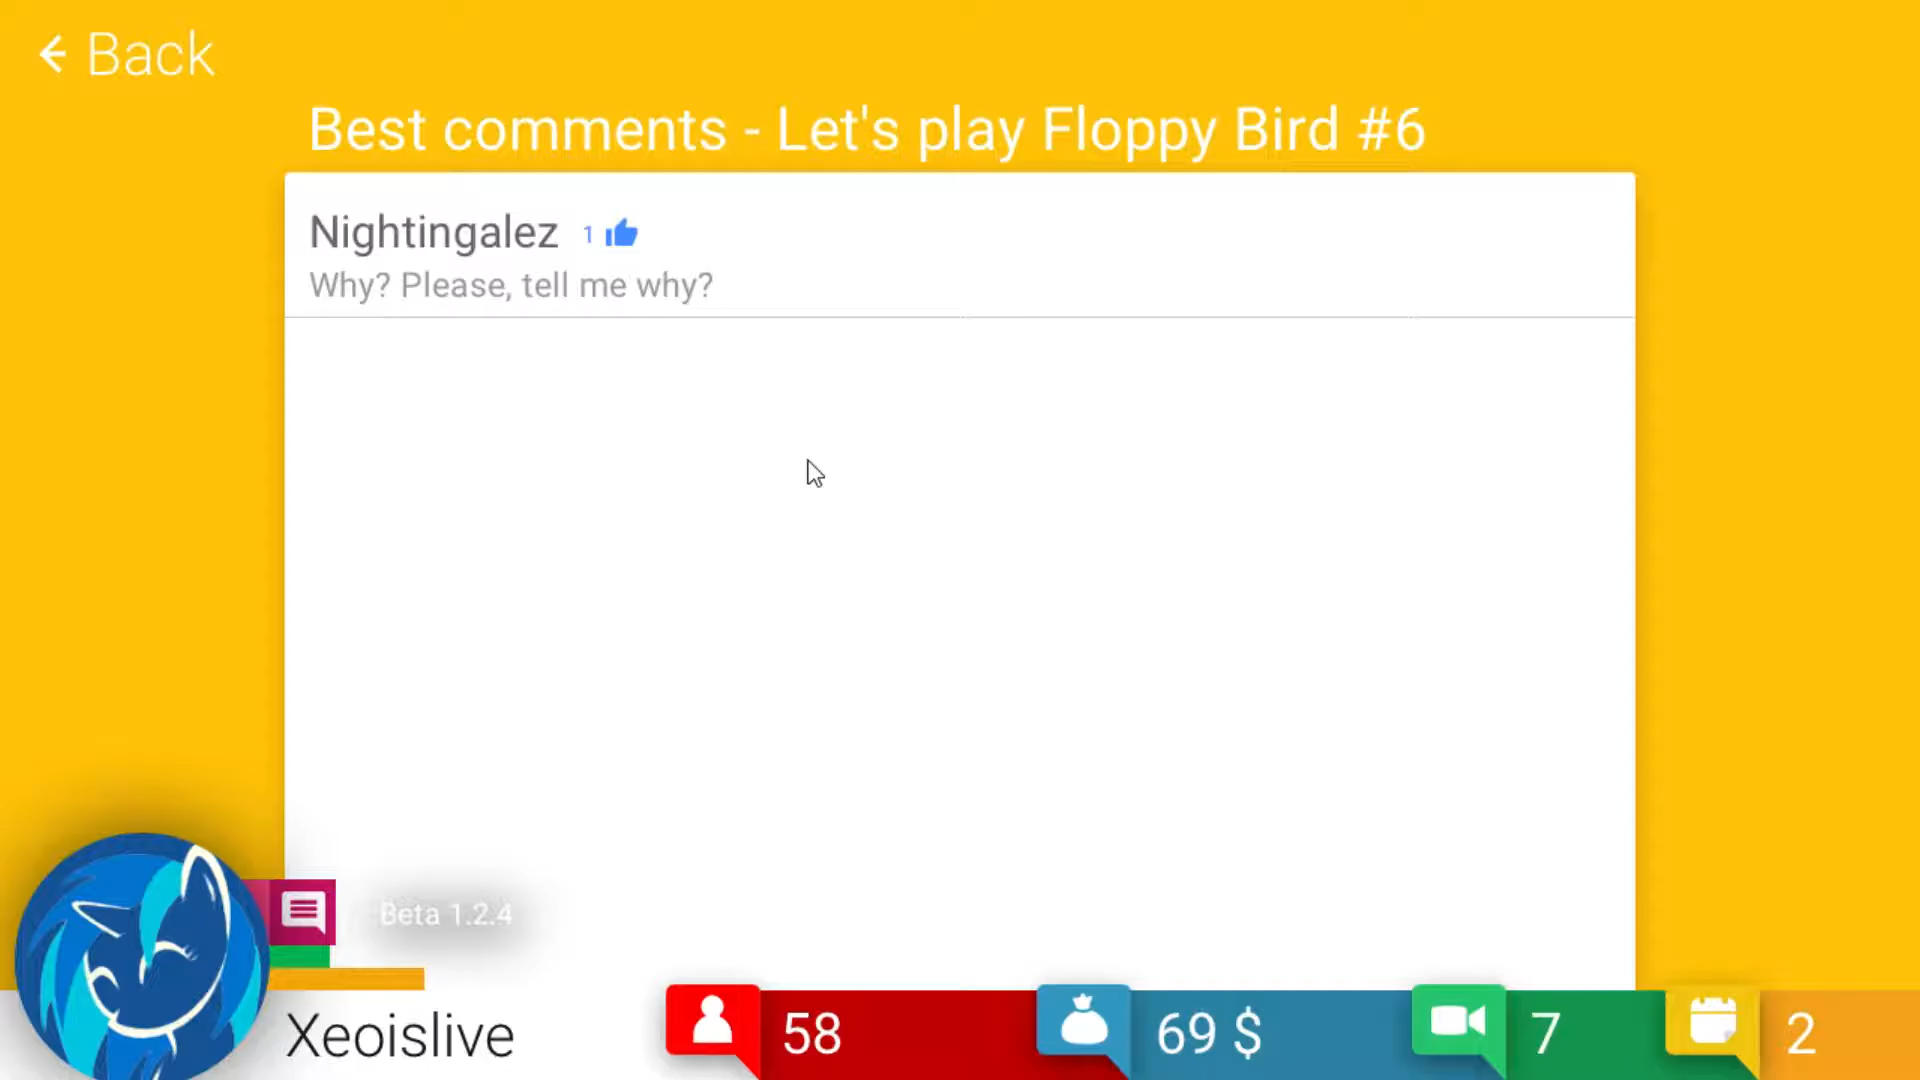 Back
Best comments - Let's play Floppy Bird #6
Nightingalez 1
Why? Please, tell me why?
Beta 1.2.4
Xeoislive
58
69 $
7
2